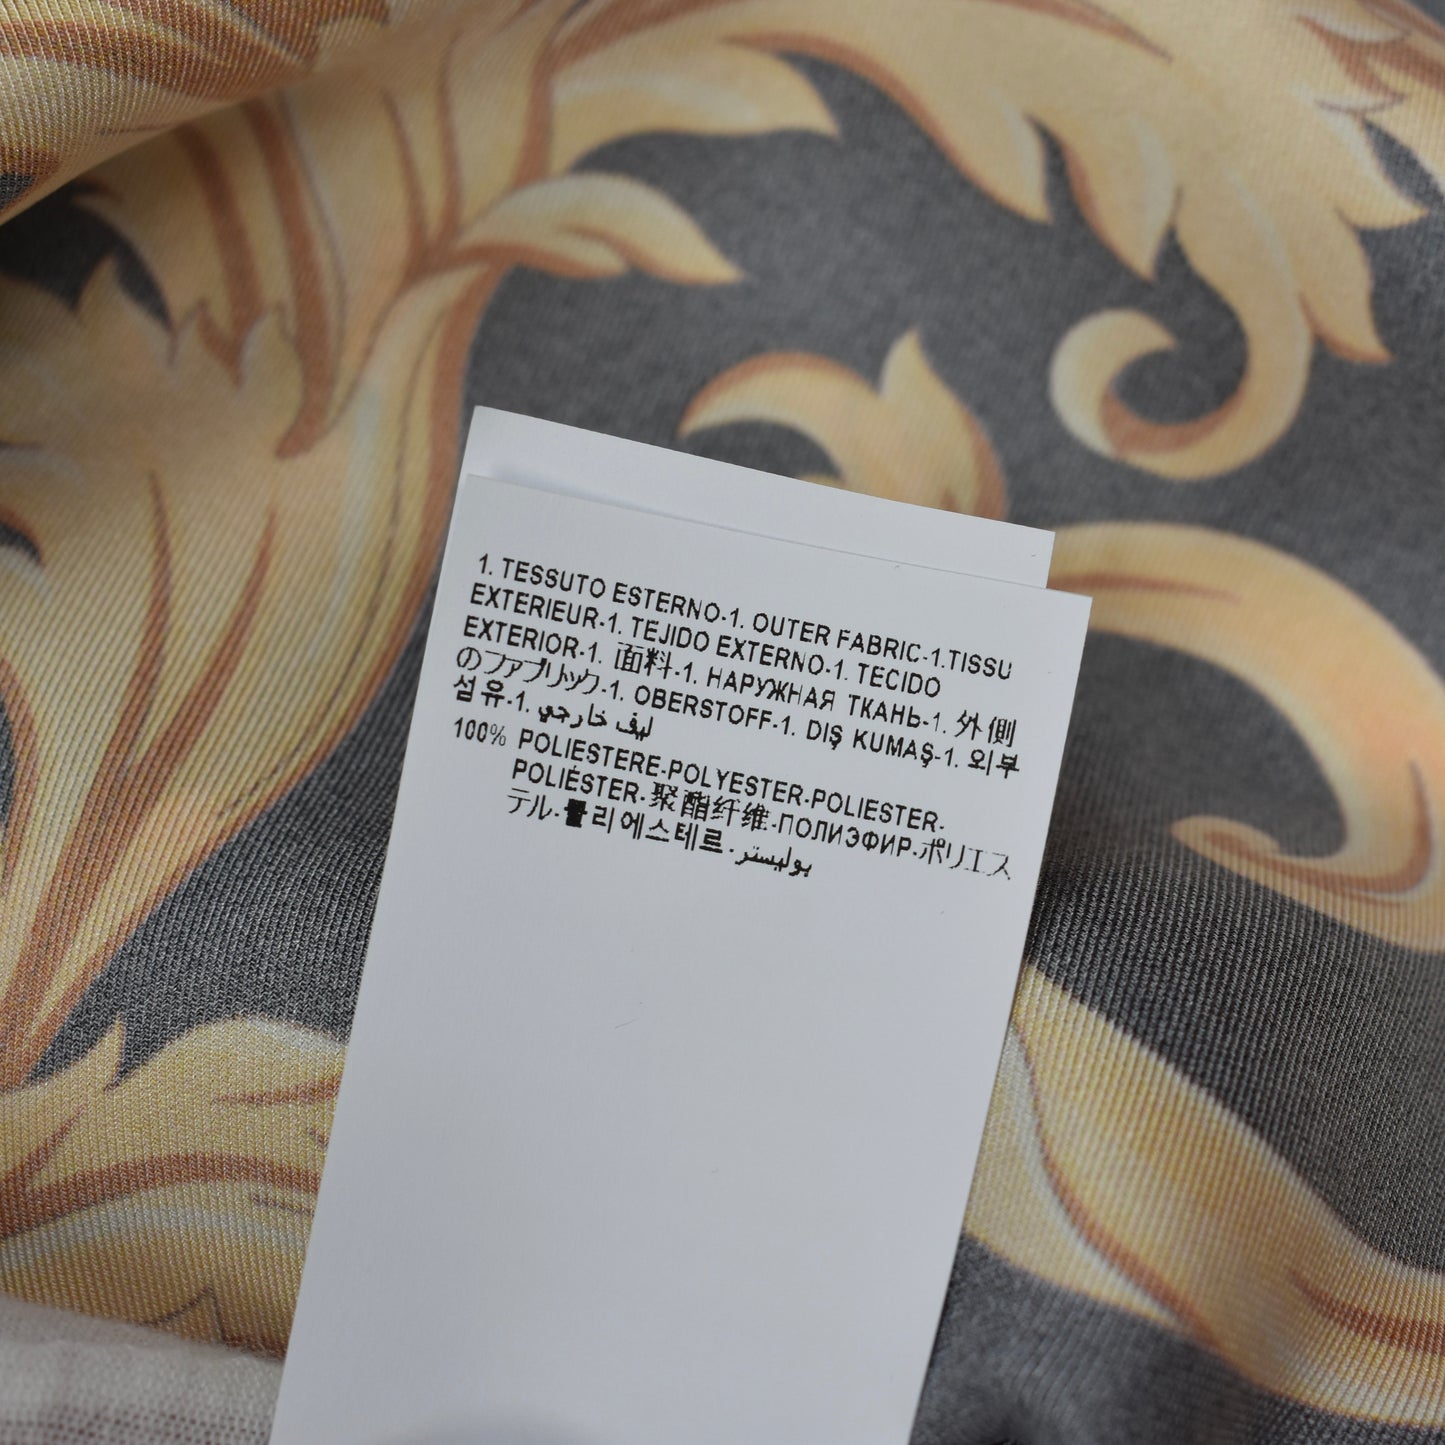 1. TESSUTO ESTERNO-1. OUTER FABRIC-1.TISSU
EXTERIEUR-1. TEJIDO EXTERNO-1. TECIDO
EXTERIOR-1. 面料-1. НАРУЖНАЯ ТКАНЬ-1. 外側
のファブリック-1. OBERSTOFF-1. DIŞ KUMAŞ-1. 외부
섬유-1. ليف خارجي
100% POLIESTERE-POLYESTER-POLIESTER-
POLIÉSTER-聚酯纤维-ПОЛИЭФИР-ポリエス
テル-폴리에스테르-بوليستر